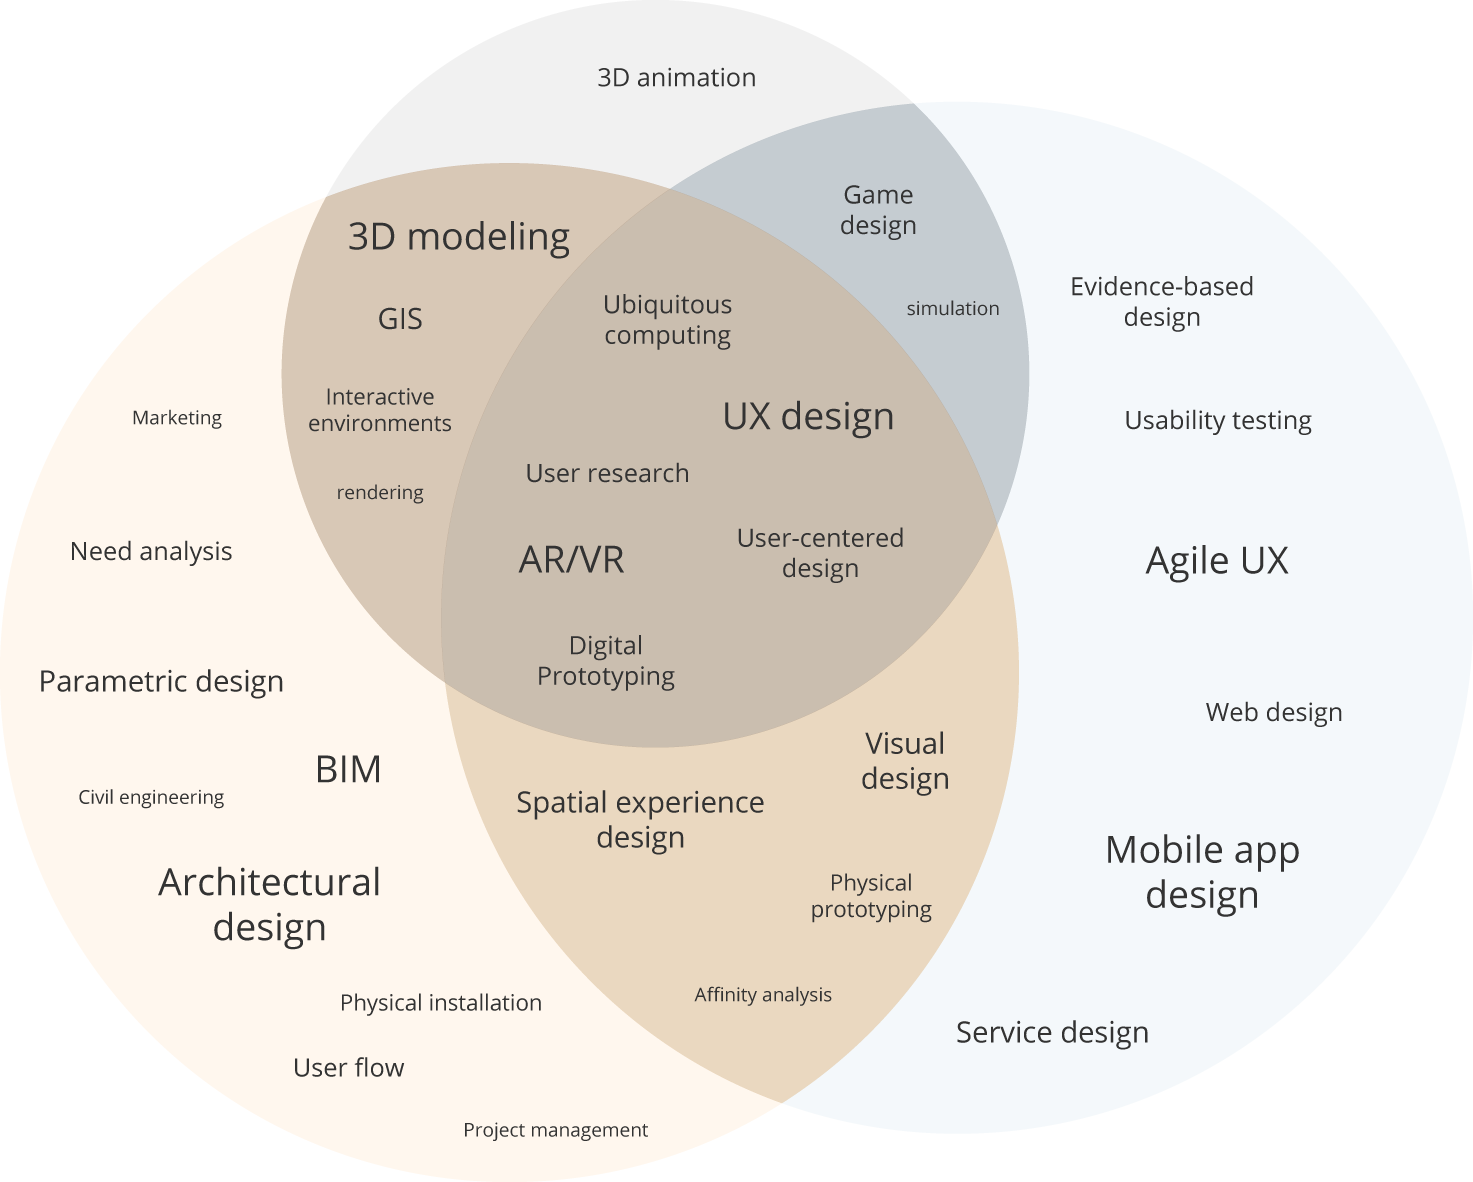 3D animation
Game
design
3D modeling
GIS
Ubiquitous
computing
simulation
Evidence-based
design
Interactive
environments
Marketing
UX design
Usability testing
rendering
User research
Need analysis
AR/VR
User-centered
design
Agile UX
Digital
Prototyping
Parametric design
Web design
BIM
Visual
design
Civil engineering
Spatial experience
design
Mobile app
design
Architectural
design
Physical
prototyping
Physical installation
Affinity analysis
Service design
User flow
Project management